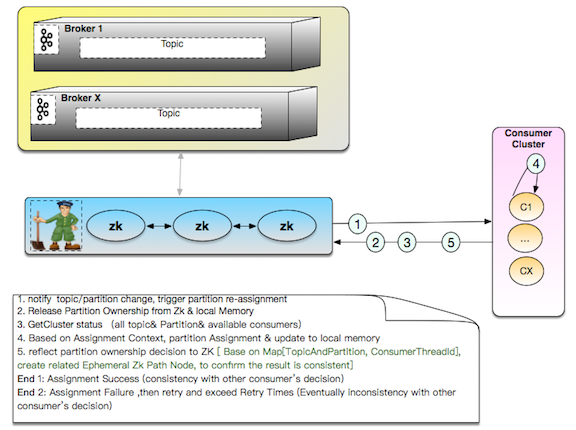 Broker 1
Topic
Broker X
Topic
Consumer
Cluster
4
C1
...
CX
zk
zk
zk
1
2
3
5
1. notify topic/partition change, trigger partition re-assignment
2. Release Partition Ownership from Zk & local Memory
3. GetCluster status （all topic& Partition& available consumers）
4. Based on Assignment Context, partition Assignment & update to local memory
5. reflect partition ownership decision to ZK [ Base on Map[TopicAndPartition, ConsumerThreadId],
create related Ephemeral Zk Path Node, to confirm the result is consistent]
End 1: Assignment Success (consistency with other consumer's decision)
End 2: Assignment Failure ,then retry and exceed Retry Times (Eventually inconsistency with other
consumer's decision)